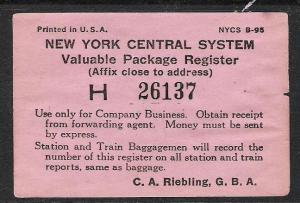 Printed in U.S.A. NYCS B-95
NEW YORK CENTRAL SYSTEM
Valuable Package Register
(Affix close to address)
H 26137
Use only for Company Business. Obtain receipt
from forwarding agent. Money must be sent
by express.
Station and Train Baggagemen will record the
number of this register on all station and train
reports, same as baggage.
C. A. Riebling, G. B. A.